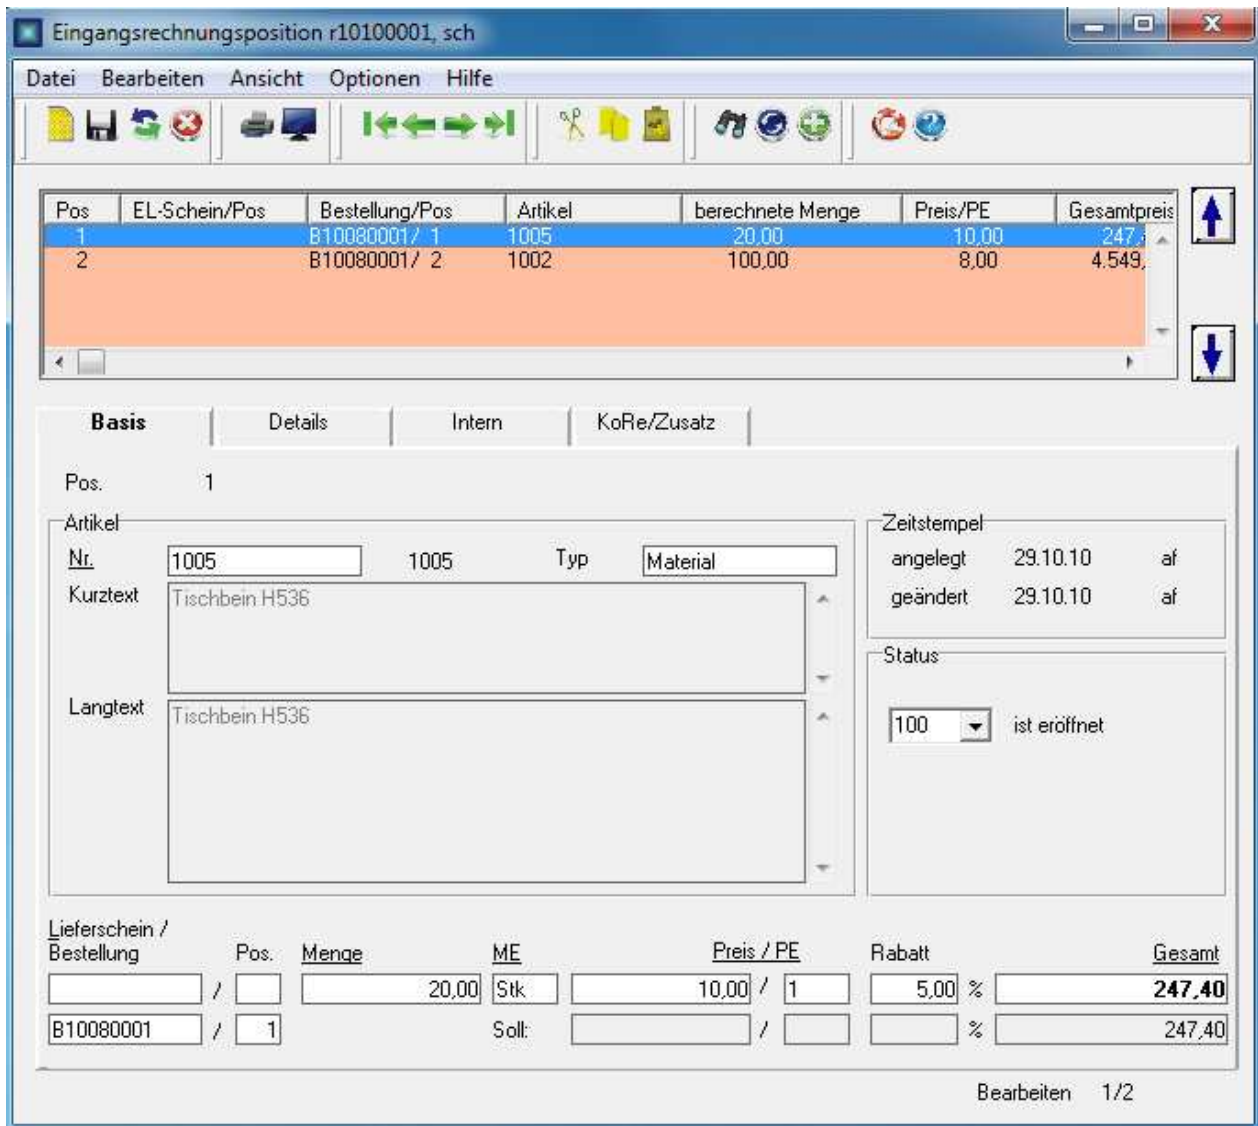 Eingangsrechnungsposition r10100001, sch
Datei Bearbeiten Ansicht Optionen Hilfe
Pos EL-Schein/Pos Bestellung/Pos Artikel berechnete Menge Preis/PE Gesamtpreis
1 B10080001/ 1 1005 20,00 10,00 247,
2 B10080001/ 2 1002 100,00 8,00 4.549,
Basis Details Intern KoRe/Zusatz
Pos. 1
Artikel
Nr. 1005 1005 Typ Material
Kurztext Tischbein H536
Langtext Tischbein H536
Zeitstempel
angelegt 29.10.10 af
geändert 29.10.10 af
Status
100 ist eröffnet
Lieferschein /
Bestellung Pos. Menge ME Preis / PE Rabatt Gesamt
/ 20,00 Stk 10,00 / 1 5,00 % 247,40
B10080001 / 1 Soll: / % 247,40
Bearbeiten 1/2